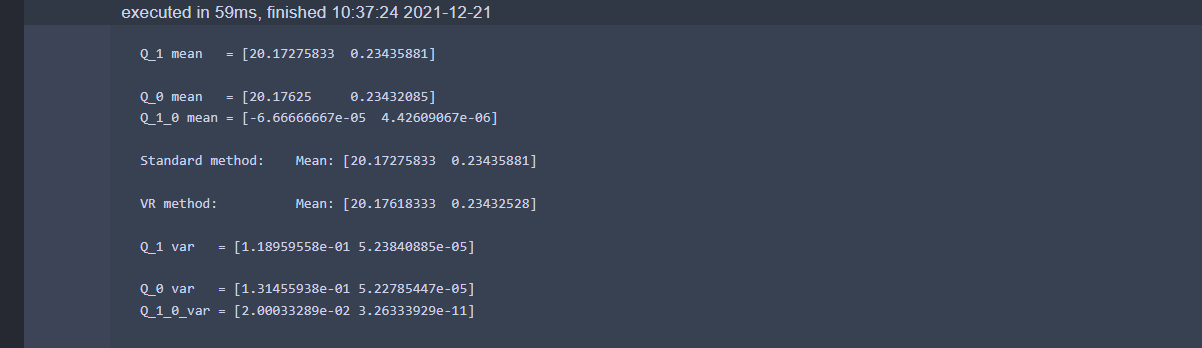 executed in 59ms, finished 10:37:24 2021-12-21
Q_1 mean   = [20.17275833  0.23435881]
Q_0 mean   = [20.17625     0.23432085]
Q_1_0 mean = [-6.66666667e-05  4.42609067e-06]
Standard method:    Mean: [20.17275833  0.23435881]
VR method:          Mean: [20.17618333  0.23432528]
Q_1 var   = [1.18959558e-01 5.23840885e-05]
Q_0 var   = [1.31455938e-01 5.22785447e-05]
Q_1_0_var = [2.00033289e-02 3.26333929e-11]